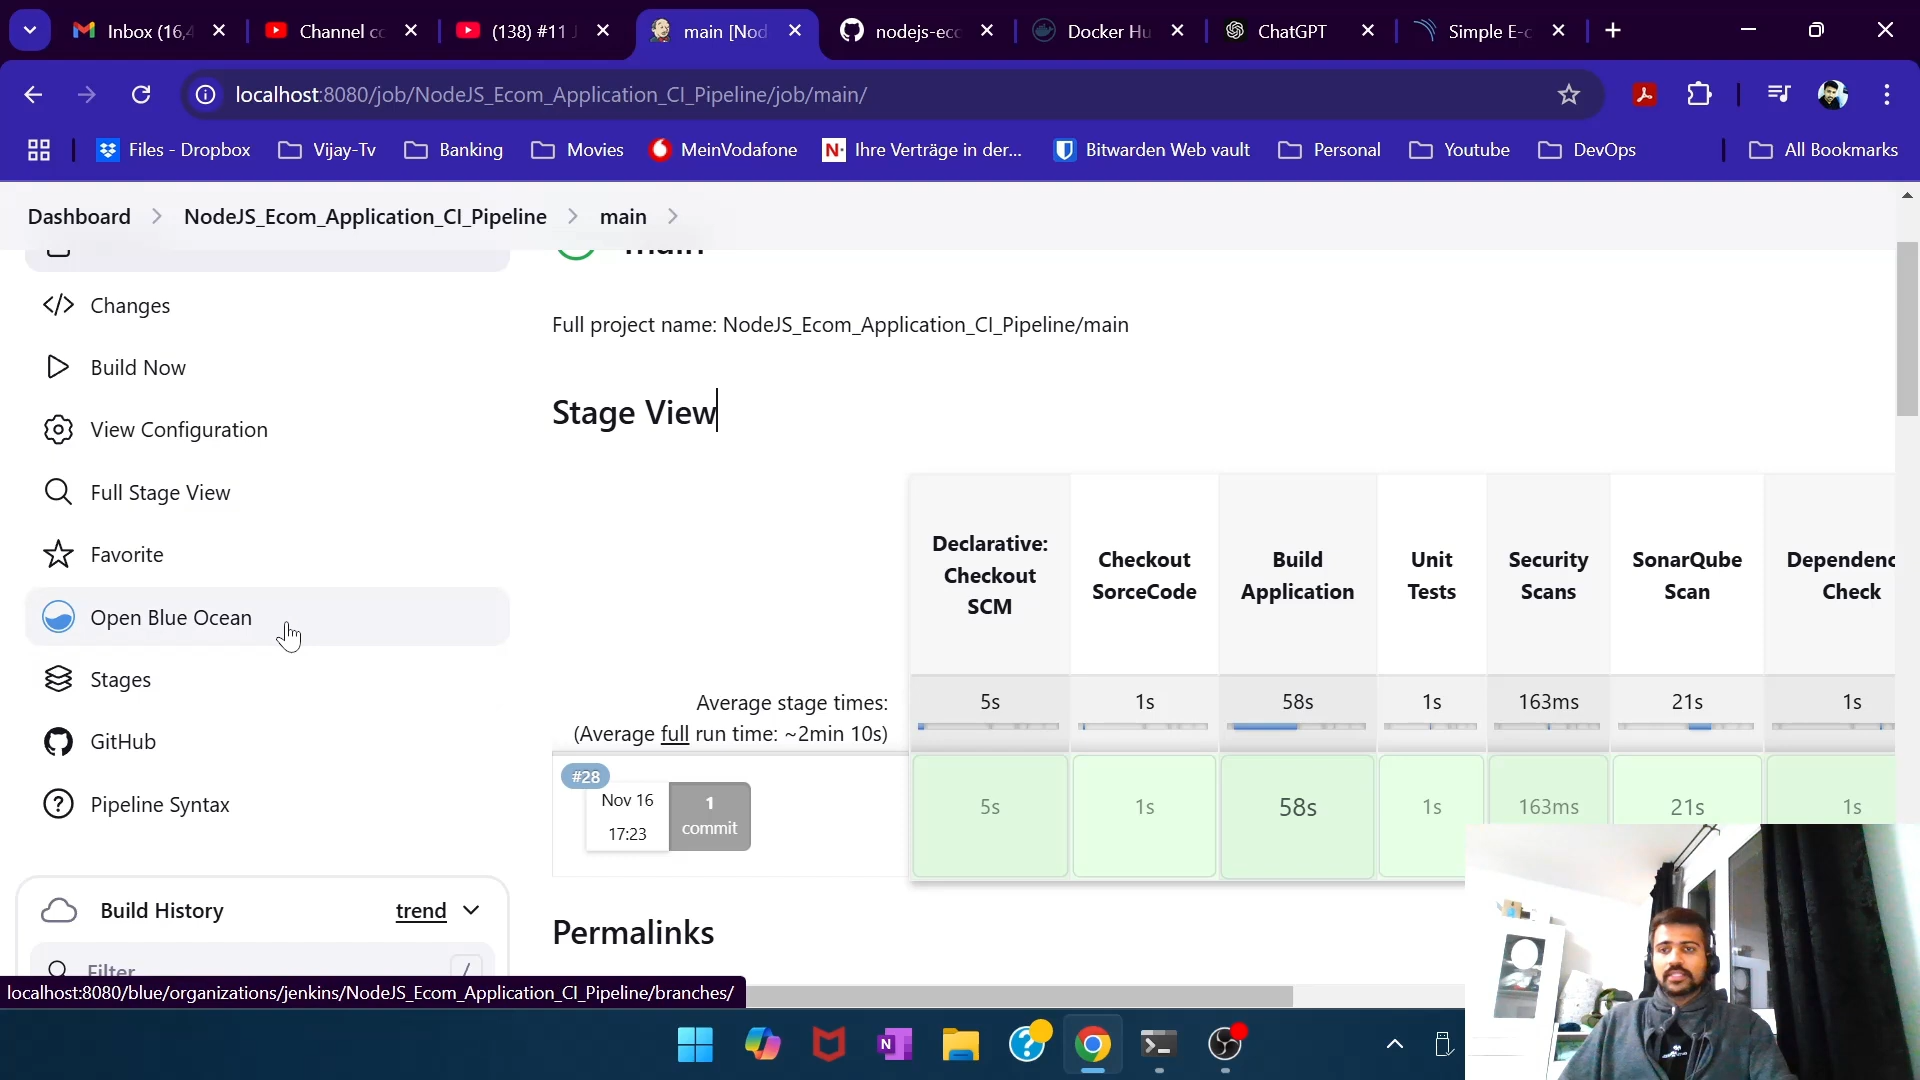 Inbox (16,4
Channel cc
(138) #11 J
main [Nod
nodejs-ecc
Docker Hu
ChatGPT
Simple E-c
localhost:8080/job/NodeJS_Ecom_Application_CI_Pipeline/job/main/
Files - Dropbox
Vijay-Tv
Banking
Movies
MeinVodafone
Ihre Verträge in der...
Bitwarden Web vault
Personal
Youtube
DevOps
All Bookmarks
Dashboard
NodeJS_Ecom_Application_CI_Pipeline
main
main
Changes
Build Now
View Configuration
Full Stage View
Favorite
Open Blue Ocean
Stages
GitHub
Pipeline Syntax
Build History
trend
Filter
/
localhost:8080/blue/organizations/jenkins/NodeJS_Ecom_Application_CI_Pipeline/branches/
Full project name: NodeJS_Ecom_Application_CI_Pipeline/main
Stage View
Declarative:
Checkout
SCM
Checkout
SorceCode
Build
Application
Unit
Tests
Security
Scans
SonarQube
Scan
Dependenc
Check
Average stage times:
(Average full run time: ~2min 10s)
5s
1s
58s
1s
163ms
21s
1s
#28
Nov 16
17:23
1
commit
5s
1s
58s
1s
163ms
21s
1s
Permalinks